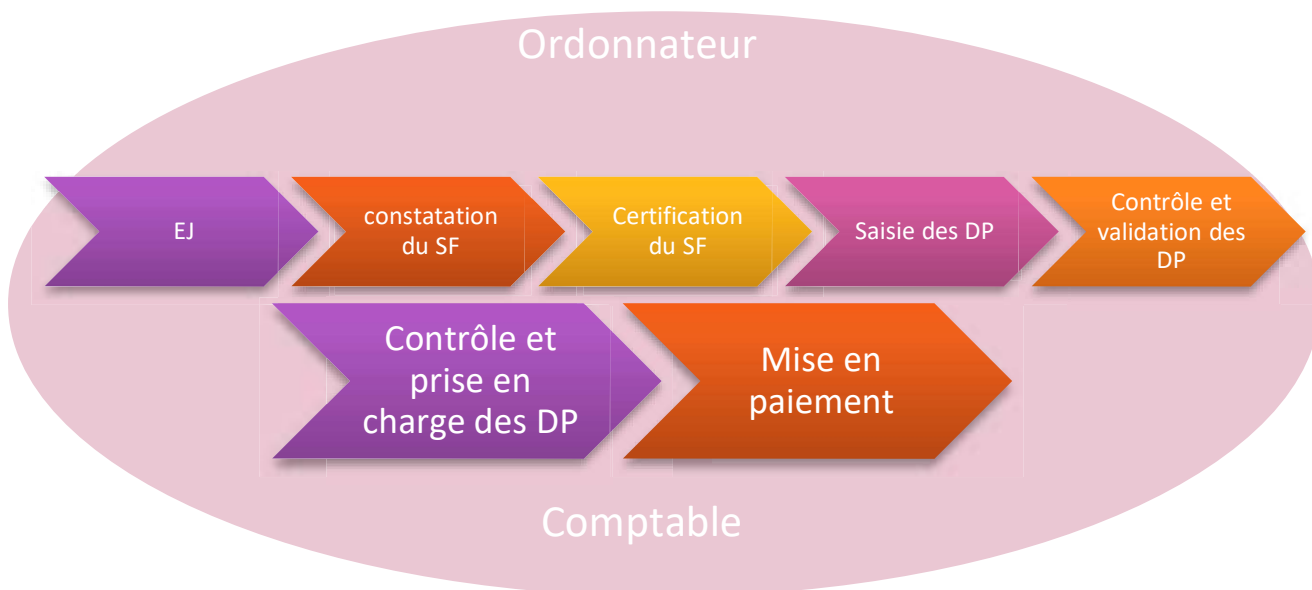 Ordonnateur
EJ
constatation
du SF
Certification
du SF
Saisie des DP
Contrôle et
validation des
DP
Contrôle et
prise en
charge des DP
Mise en
paiement
Comptable